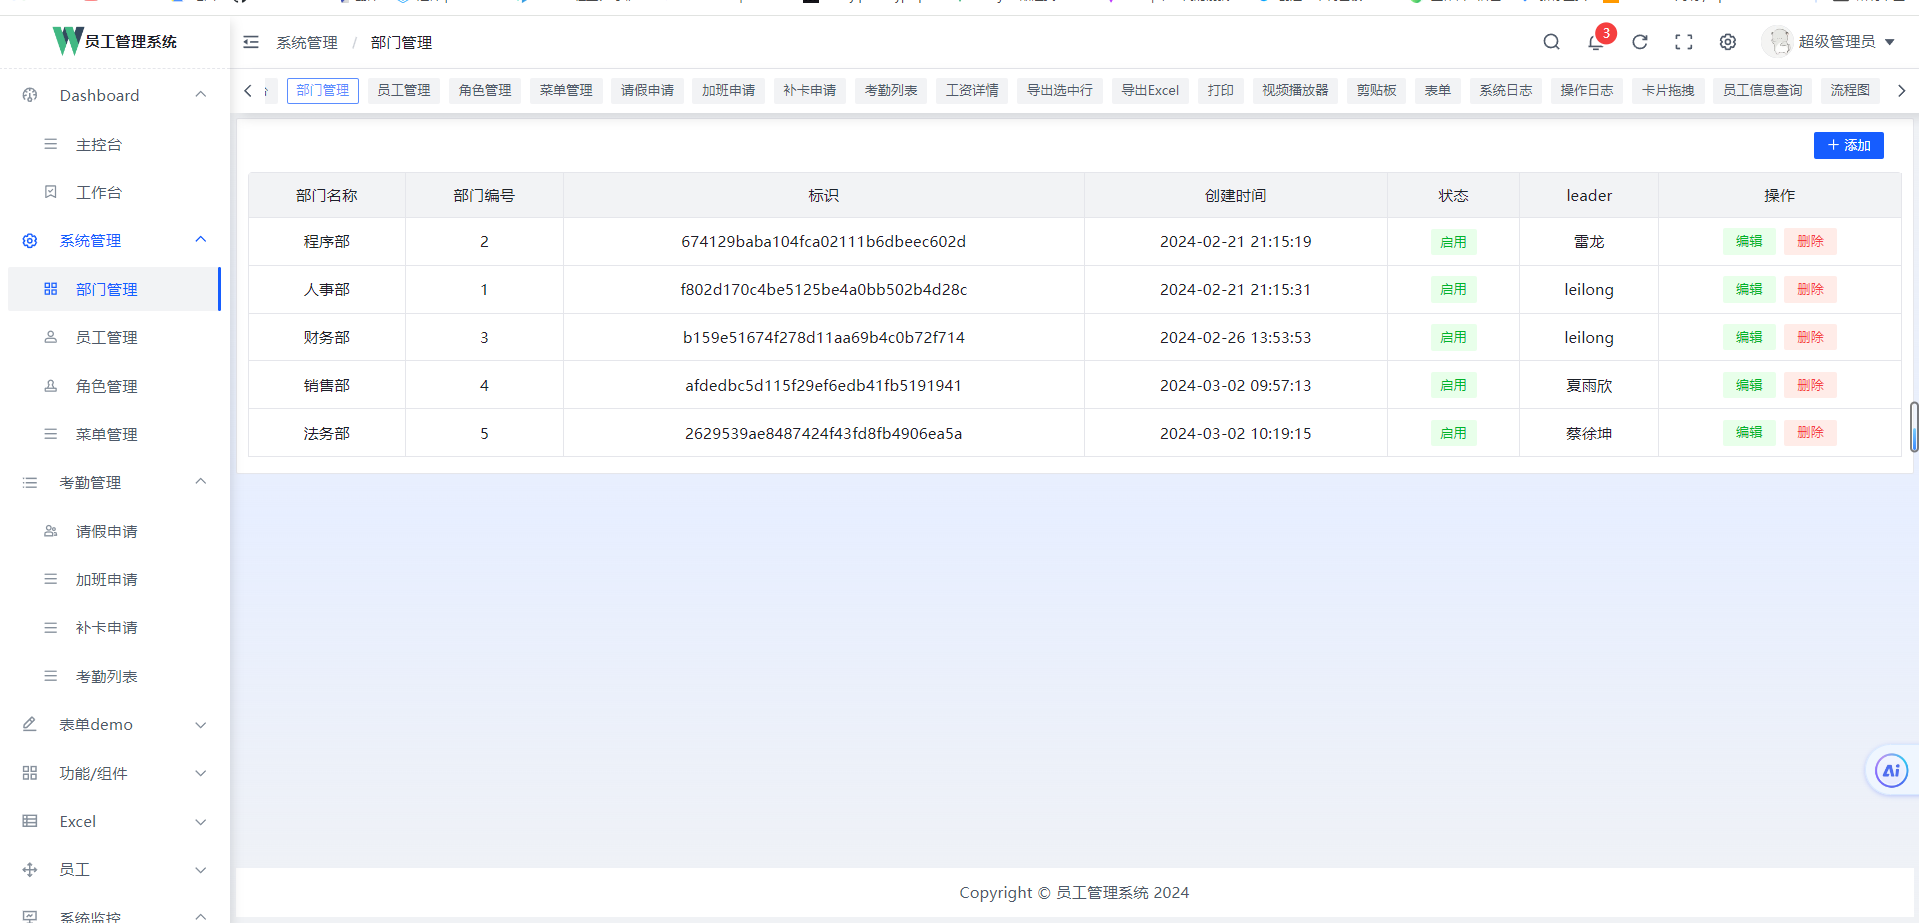 员工管理系统
系统管理 / 部门管理
3
超级管理员
部门管理 员工管理 角色管理 菜单管理 请假申请 加班申请 补卡申请 考勤列表 工资详情 导出选中行 导出Excel 打印 视频播放器 剪贴板 表单 系统日志 操作日志 卡片拖拽 员工信息查询 流程图
Dashboard
主控台
工作台
系统管理
部门管理
员工管理
角色管理
菜单管理
考勤管理
请假申请
加班申请
补卡申请
考勤列表
表单demo
功能/组件
Excel
员工
系统监控
添加
部门名称 部门编号 标识 创建时间 状态 leader 操作
程序部 2 674129baba104fca02111b6dbeec602d 2024-02-21 21:15:19 启用 雷龙 编辑 删除
人事部 1 f802d170c4be5125be4a0bb502b4d28c 2024-02-21 21:15:31 启用 leilong 编辑 删除
财务部 3 b159e51674f278d11aa69b4c0b72f714 2024-02-26 13:53:53 启用 leilong 编辑 删除
销售部 4 afdedbc5d115f29ef6edb41fb5191941 2024-03-02 09:57:13 启用 夏雨欣 编辑 删除
法务部 5 2629539ae8487424f43fd8fb4906ea5a 2024-03-02 10:19:15 启用 蔡徐坤 编辑 删除
Ai
Copyright © 员工管理系统 2024